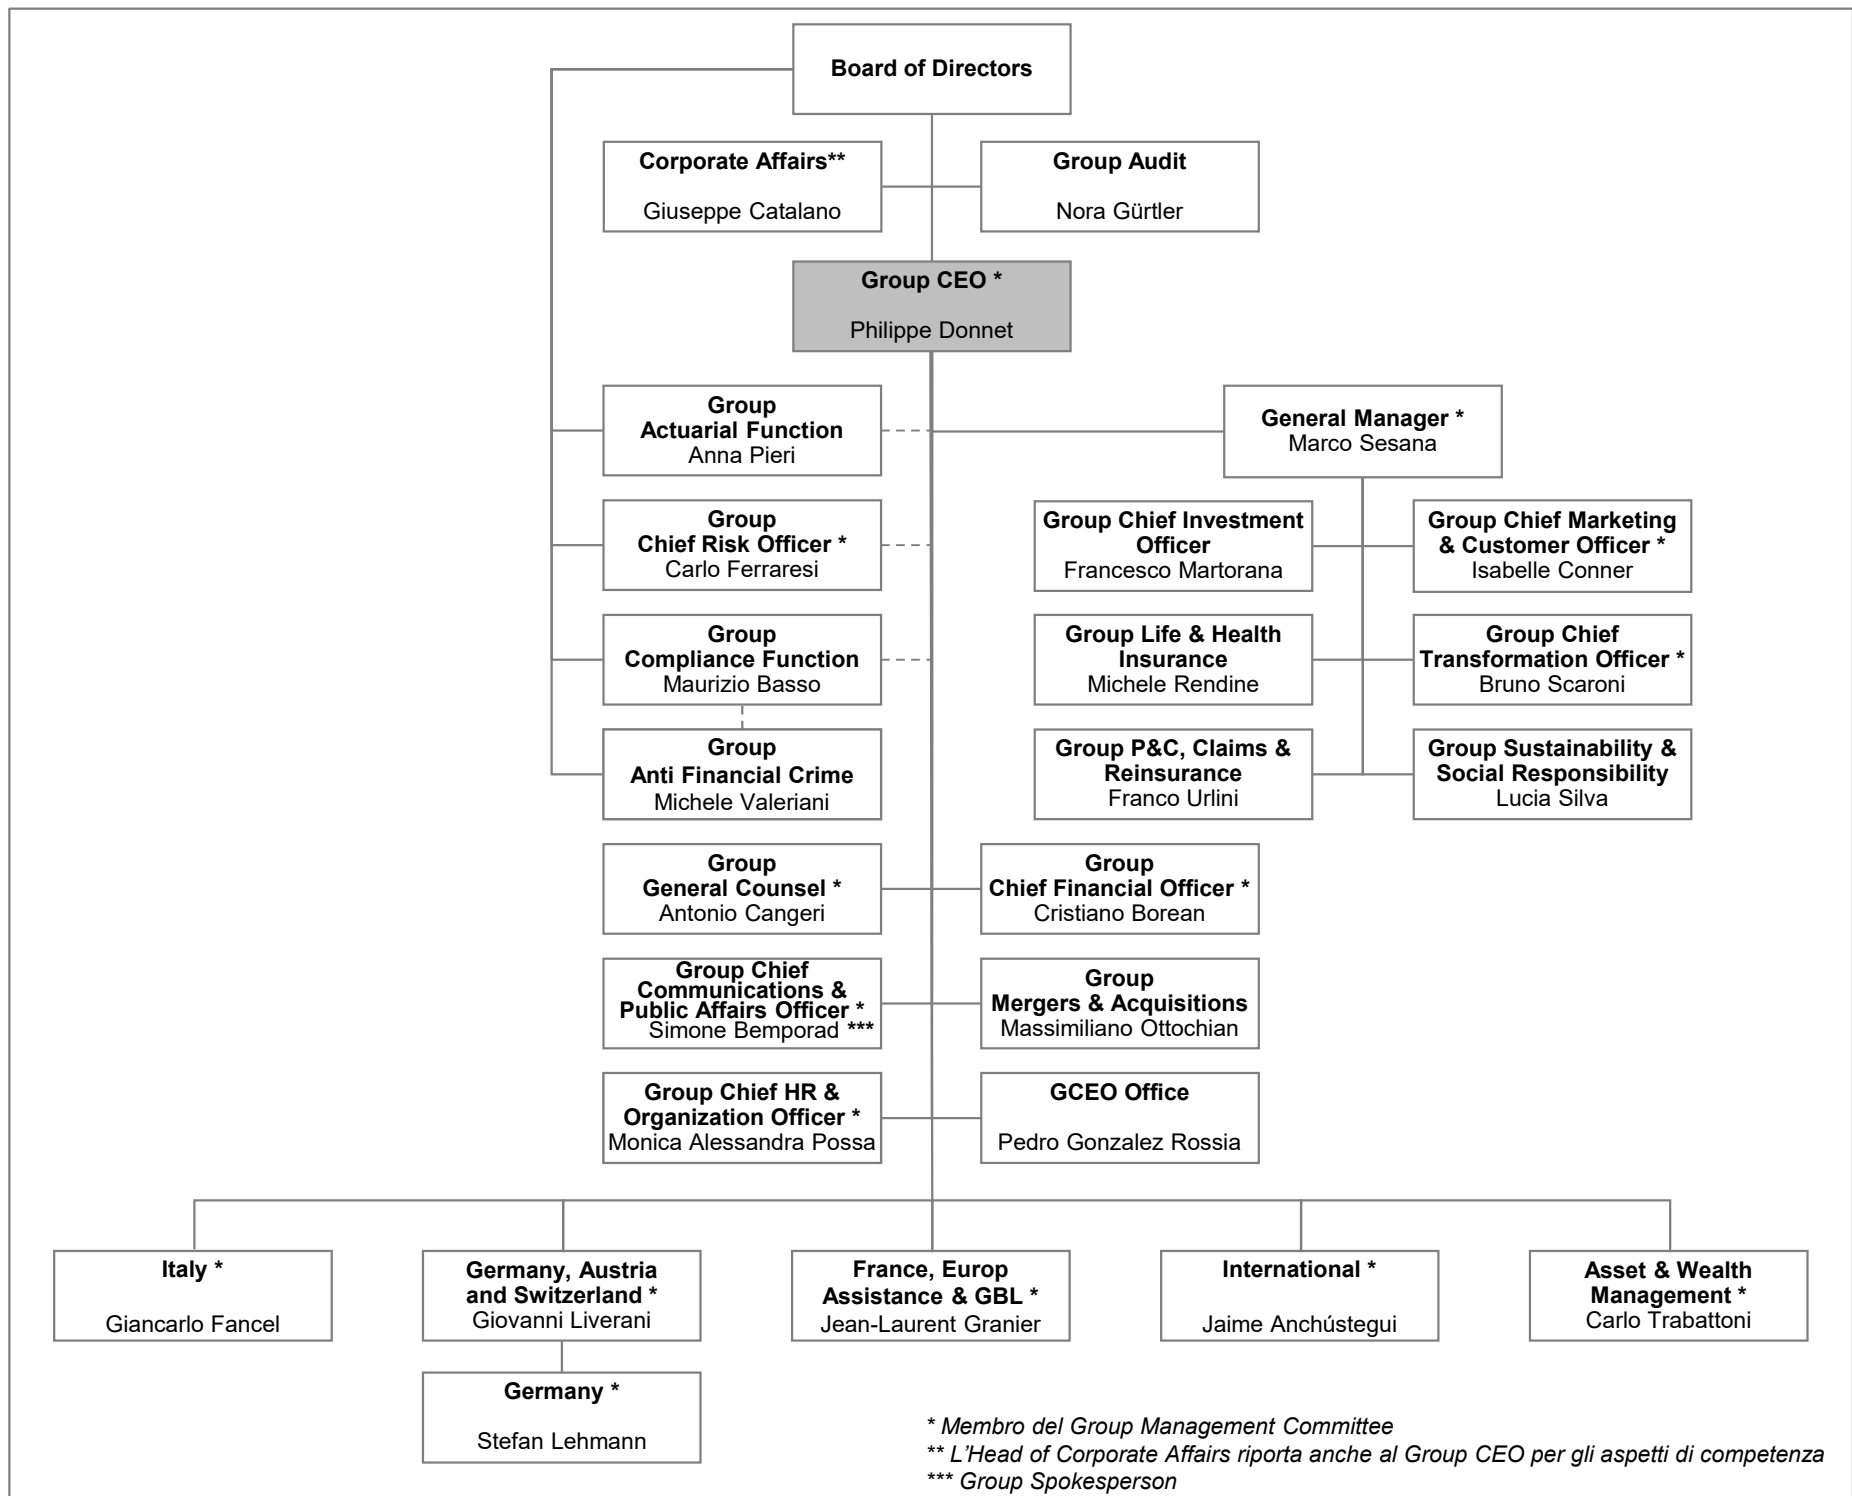 Board of Directors
Corporate Affairs**
Giuseppe Catalano
Group Audit
Nora Gürtler
Group CEO *
Philippe Donnet
Group
Actuarial Function
Anna Pieri
General Manager *
Marco Sesana
Group
Chief Risk Officer *
Carlo Ferraresi
Group Chief Investment
Officer
Francesco Martorana
Group Chief Marketing
& Customer Officer *
Isabelle Conner
Group
Compliance Function
Maurizio Basso
Group Life & Health
Insurance
Michele Rendine
Group Chief
Transformation Officer *
Bruno Scaroni
Group
Anti Financial Crime
Michele Valeriani
Group P&C, Claims &
Reinsurance
Franco Urlini
Group Sustainability &
Social Responsibility
Lucia Silva
Group
General Counsel *
Antonio Cangeri
Group
Chief Financial Officer *
Cristiano Borean
Group Chief
Communications &
Public Affairs Officer *
Simone Bemporad ***
Group
Mergers & Acquisitions
Massimiliano Ottochian
Group Chief HR &
Organization Officer *
Monica Alessandra Possa
GCEO Office
Pedro Gonzalez Rossia
Italy *
Giancarlo Fancel
Germany, Austria
and Switzerland *
Giovanni Liverani
France, Europ
Assistance & GBL *
Jean-Laurent Granier
International *
Jaime Anchústegui
Asset & Wealth
Management *
Carlo Trabattoni
Germany *
Stefan Lehmann
* Membro del Group Management Committee
** L'Head of Corporate Affairs riporta anche al Group CEO per gli aspetti di competenza
*** Group Spokesperson